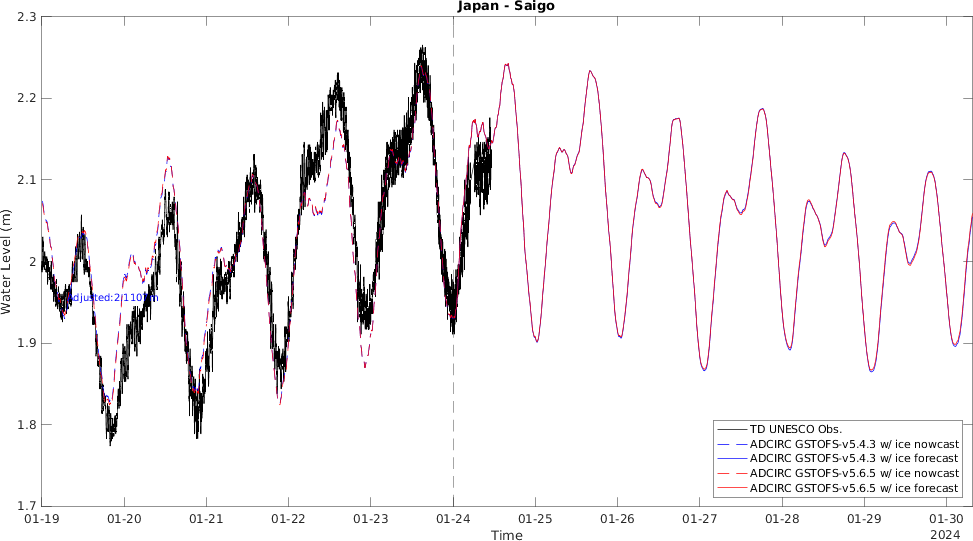 Japan - Saigo
Water Level (m)
2.3
2.2
2.1
2
1.9
1.8
1.7
Adjusted:2.110 m
TD UNESCO Obs.
ADCIRC GSTOFS-v5.4.3 w/ ice nowcast
ADCIRC GSTOFS-v5.4.3 w/ ice forecast
ADCIRC GSTOFS-v5.6.5 w/ ice nowcast
ADCIRC GSTOFS-v5.6.5 w/ ice forecast
01-19 01-20 01-21 01-22 01-23 01-24 01-25 01-26 01-27 01-28 01-29 01-30
Time
2024